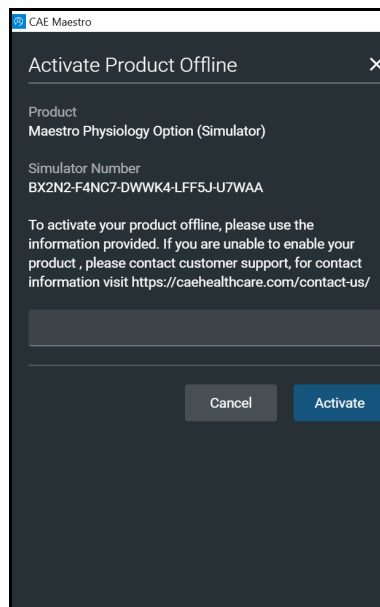 CAE Maestro
Activate Product Offline
Product
Maestro Physiology Option (Simulator)
Simulator Number
BX2N2-F4NC7-DWWK4-LFF5J-U7WAA
To activate your product offline, please use the
information provided. If you are unable to enable your
product , please contact customer support, for contact
information visit https://caehealthcare.com/contact-us/
Cancel
Activate